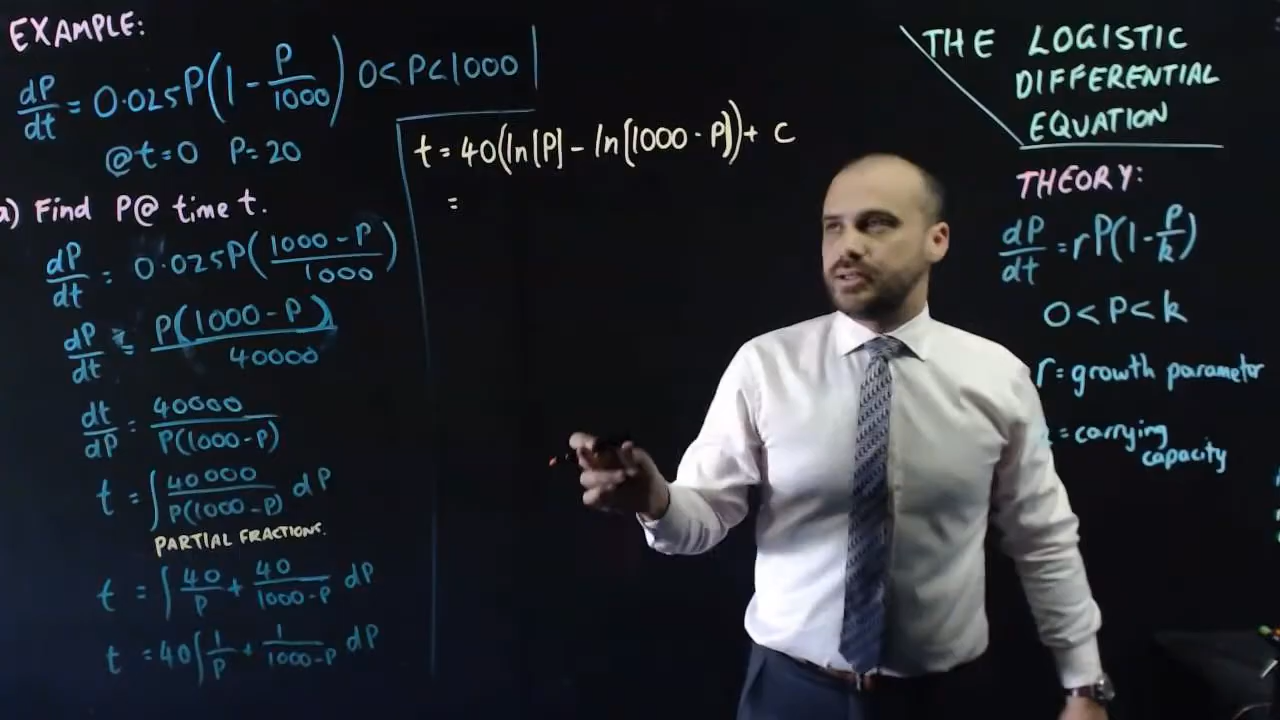 EXAMPLE:
dP/dt = 0.025P(1 - P/1000) 0<P<1000
@t=0 P=20
a) Find P@ time t.
dP/dt = 0.025P((1000-P)/1000)
dP/dt = P(1000-P)/40000
dt/dP = 40000/P(1000-P)
t = ∫ 40000/P(1000-P) dP
PARTIAL FRACTIONS.
t = ∫ 40/P + 40/1000-P dP
t = 40∫ 1/P + 1/1000-P dP
t = 40(ln[P] - ln[1000-P]) + c
=
THE LOGISTIC
DIFFERENTIAL
EQUATION
THEORY:
dP/dt = rP(1-P/k)
0<P<k
r = growth parameter
= carrying
capacity